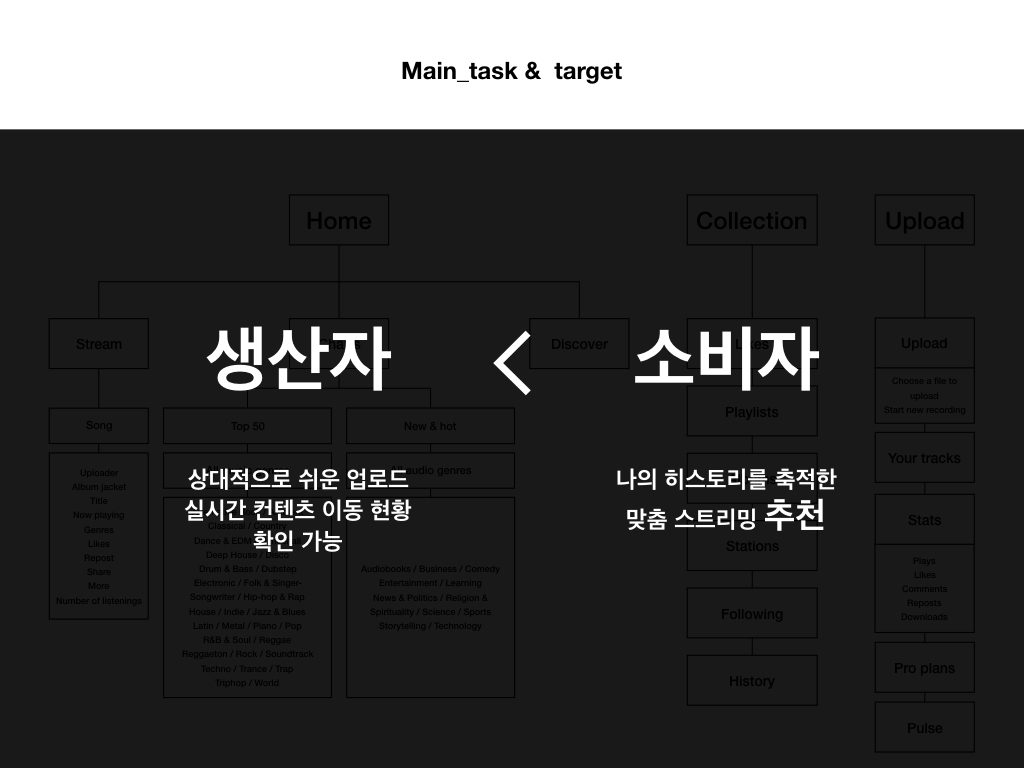 Main_task & target
Home
Collection
Upload
Stream
Discover
Likes
Upload
생산자
<
소비자
Choose a file to
upload
Start new recording
Playlists
Song
Top 50
New & hot
Your tracks
audio genres
상대적으로 쉬운 업로드
실시간 컨텐츠 이동 현황
확인 가능
나의 히스토리를 축적한
맞춤 스트리밍 추천
Uploader
Album jacket
Title
Now playing
Genres
Likes
Repost
Share
More
Number of listenings
Classical / Country
Dance & EDM
Deep House / Disco
Drum & Bass / Dubstep
Electronic / Folk & Singer-
Songwriter / Hip-hop & Rap
House / Indie / Jazz & Blues
Latin / Metal / Piano / Pop
R&B & Soul / Reggae
Reggaeton / Rock / Soundtrack
Techno / Trance / Trap
Triphop / World
Audiobooks / Business / Comedy
Entertainment / Learning
News & Politics / Religion &
Spirituality / Science / Sports
Storytelling / Technology
Stations
Following
History
Stats
Plays
Likes
Comments
Reposts
Downloads
Pro plans
Pulse